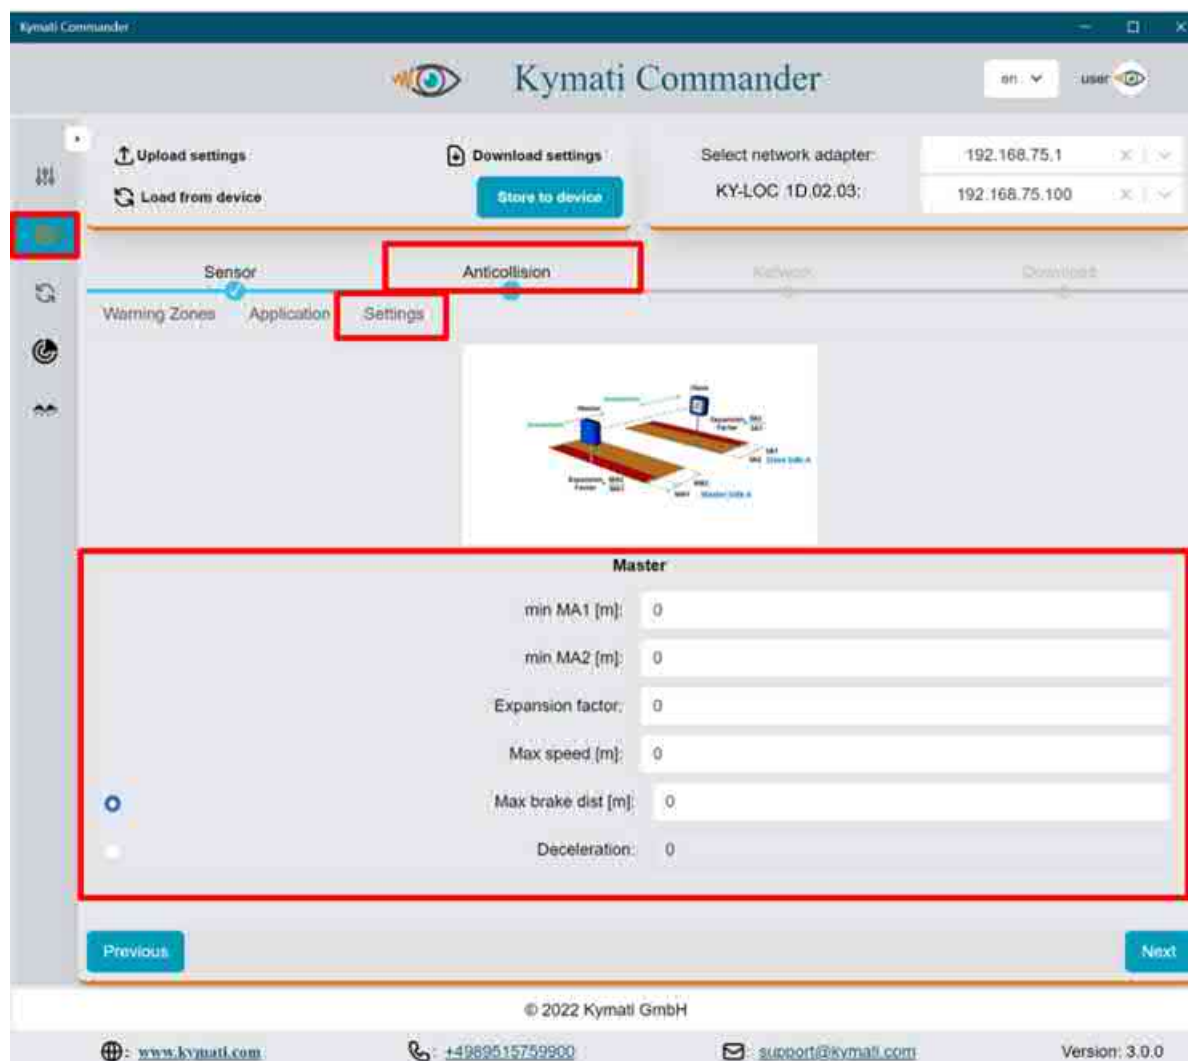 Kymati Commander
Kymati Commander
en
user
Upload settings
Download settings
Select network adapter:
192.168.75.1
Load from device
Store to device
KY-LOC 1D.02.03:
192.168.75.100
Sensor
Anticollision
Network
Download
Warning Zones
Application
Settings
Master
min MA1 [m]:
0
min MA2 [m]:
0
Expansion factor:
0
Max speed [m]:
0
Max brake dist [m]:
0
Deceleration:
0
Previous
Next
© 2022 Kymati GmbH
: www.kymati.com
: +4989515759900
: support@kymati.com
Version: 3.0.0